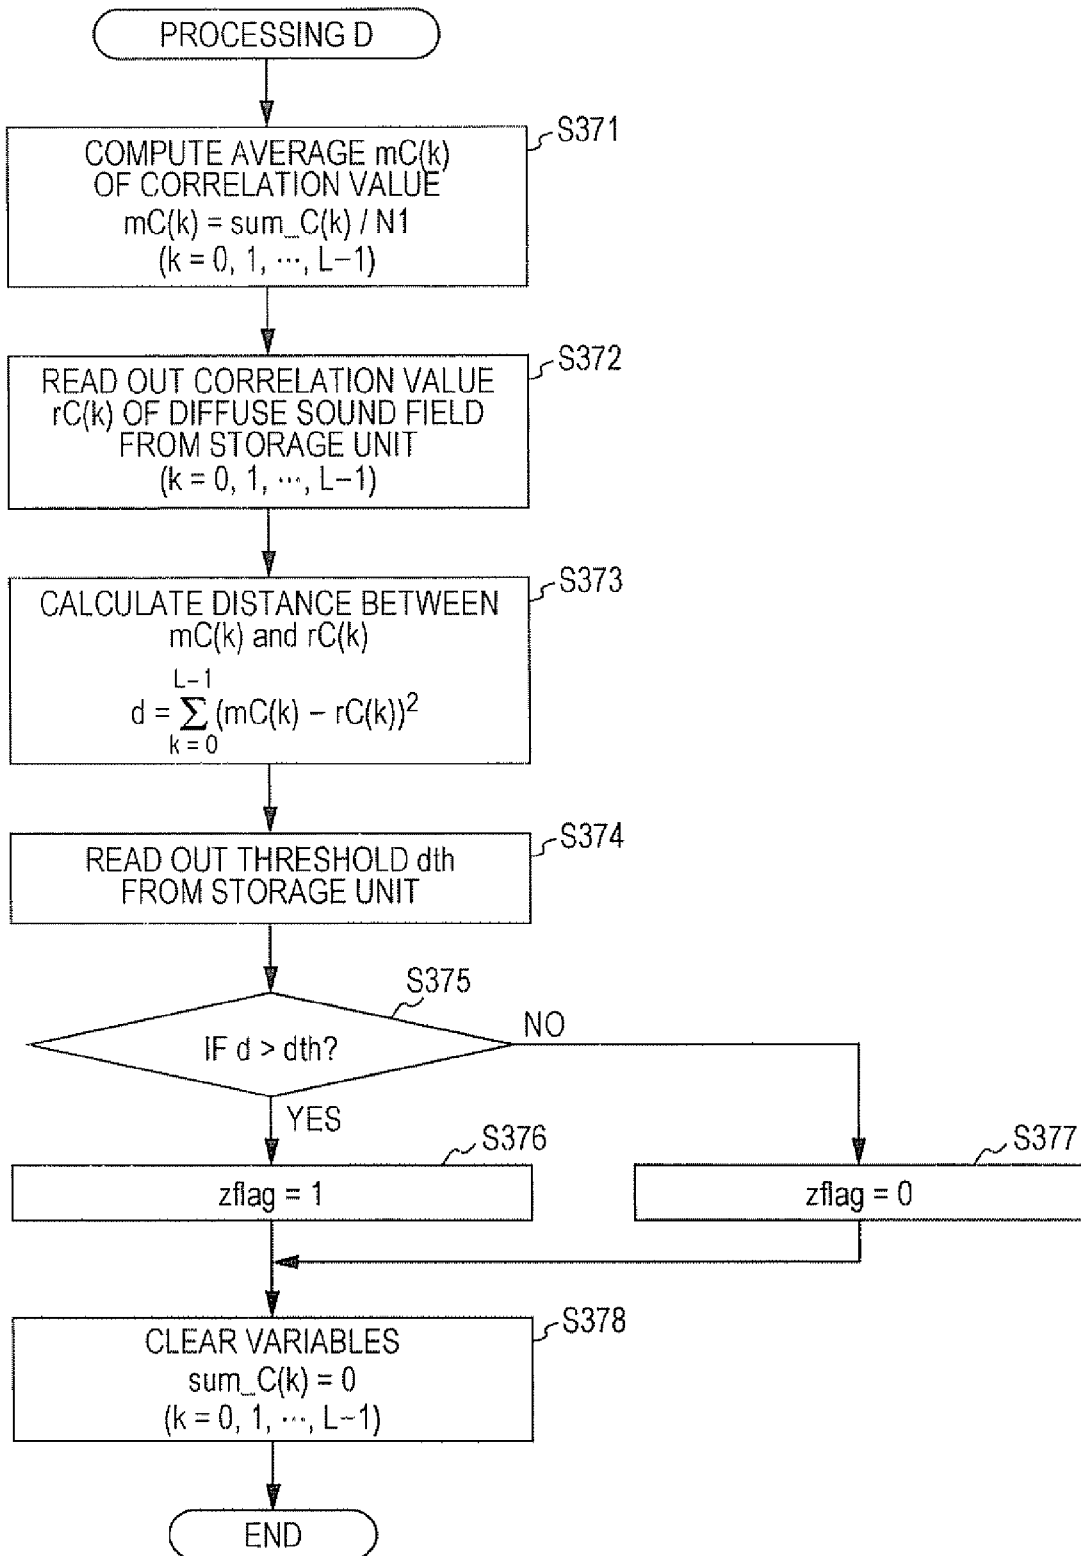 PROCESSING D
S371
COMPUTE AVERAGE mC(k)
OF CORRELATION VALUE
mC(k) = sum_C(k) / N1
(k = 0, 1, ···, L−1)
S372
READ OUT CORRELATION VALUE
rC(k) OF DIFFUSE SOUND FIELD
FROM STORAGE UNIT
(k = 0, 1, ···, L−1)
S373
CALCULATE DISTANCE BETWEEN
mC(k) and rC(k)
L−1
d = ∑ (mC(k) − rC(k))²
k = 0
S374
READ OUT THRESHOLD dth
FROM STORAGE UNIT
S375
IF d > dth?
NO
YES
S376
zflag = 1
S377
zflag = 0
S378
CLEAR VARIABLES
sum_C(k) = 0
(k = 0, 1, ···, L−1)
END